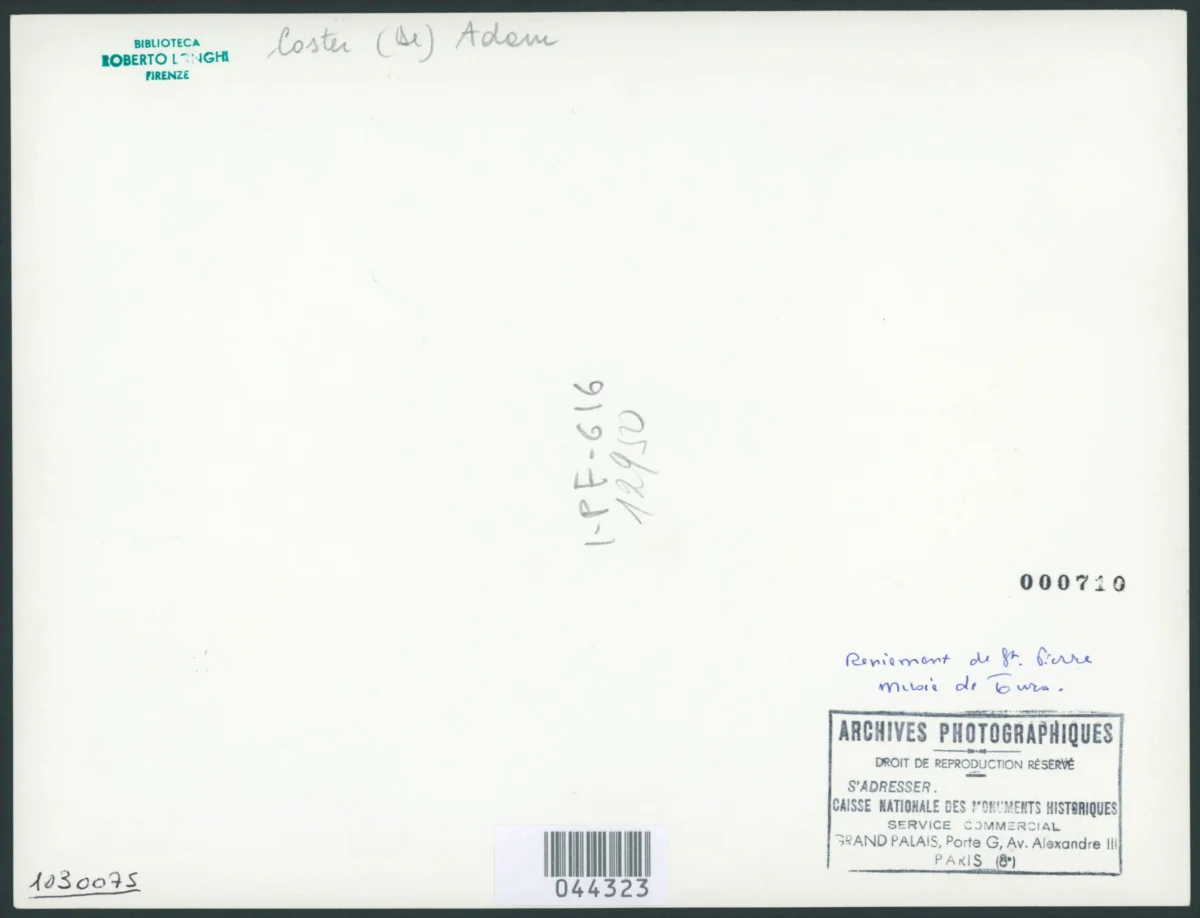 BIBLIOTECA
ROBERTO LONGHI
FIRENZE
Coster (De) Adam
1-PF-616
12950
000710
Reniement de St. Pierre
Musée de Tours.
ARCHIVES PHOTOGRAPHIQUES
DROIT DE REPRODUCTION RÉSERVÉ
S'ADRESSER.
CAISSE NATIONALE DES MONUMENTS HISTORIQUES
SERVICE COMMERCIAL
GRAND PALAIS, Porte G, Av. Alexandre III
PARIS (8e)
1030075
044323